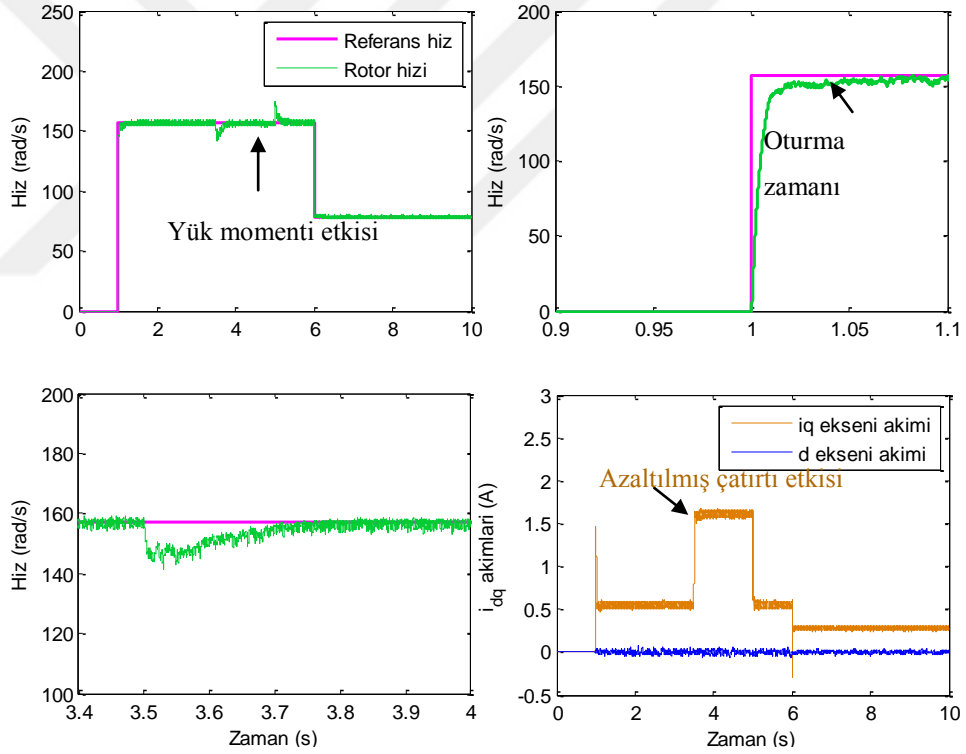 250
200
150
100
50
0
Hiz (rad/s)
Referans hiz
Rotor hizi
Yük momenti etkisi
0 2 4 6 8 10
200
150
100
50
0
Hiz (rad/s)
Oturma
zamanı
0.9 0.95 1 1.05 1.1
200
180
160
140
120
100
Hiz (rad/s)
3.4 3.5 3.6 3.7 3.8 3.9 4
Zaman (s)
3
2.5
2
1.5
1
0.5
0
-0.5
i_dq akimlari (A)
iq ekseni akimi
d ekseni akimi
Azaltılmış çatırtı etkisi
0 2 4 6 8 10
Zaman (s)